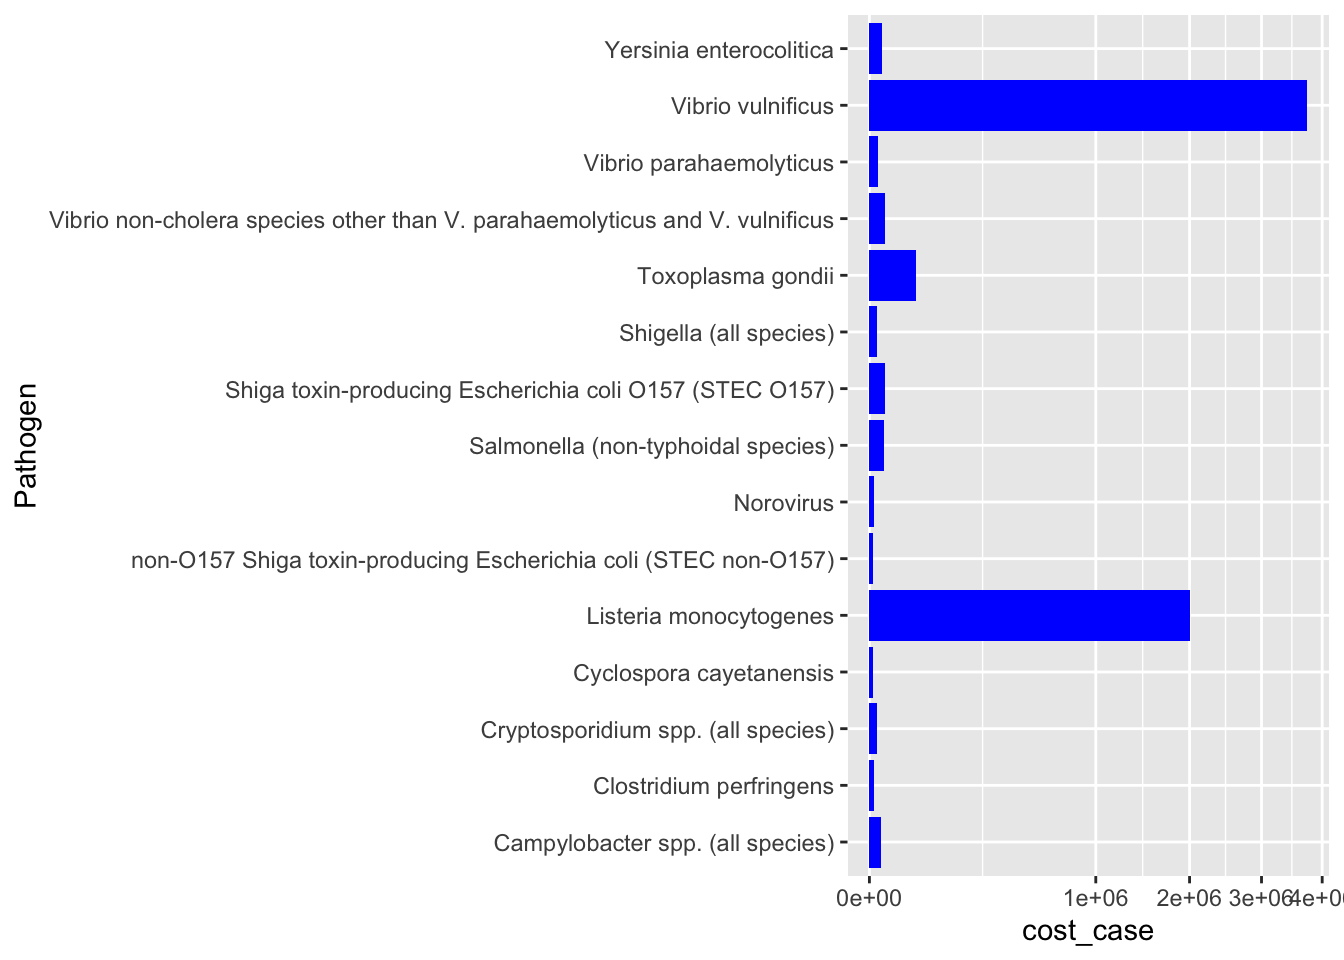 Yersinia enterocolitica
Vibrio vulnificus
Vibrio parahaemolyticus
Vibrio non-cholera species other than V. parahaemolyticus and V. vulnificus
Toxoplasma gondii
Shigella (all species)
Shiga toxin-producing Escherichia coli O157 (STEC O157)
Salmonella (non-typhoidal species)
Norovirus
non-O157 Shiga toxin-producing Escherichia coli (STEC non-O157)
Listeria monocytogenes
Cyclospora cayetanensis
Cryptosporidium spp. (all species)
Clostridium perfringens
Campylobacter spp. (all species)
Pathogen
0e+00 1e+06 2e+06 3e+06
cost_case